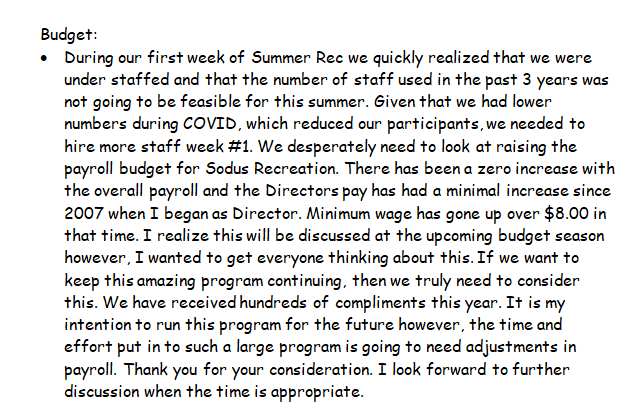 Budget:
• During our first week of Summer Rec we quickly realized that we were
under staffed and that the number of staff used in the past 3 years was
not going to be feasible for this summer. Given that we had lower
numbers during COVID, which reduced our participants, we needed to
hire more staff week #1. We desperately need to look at raising the
payroll budget for Sodus Recreation. There has been a zero increase with
the overall payroll and the Directors pay has had a minimal increase since
2007 when I began as Director. Minimum wage has gone up over $8.00 in
that time. I realize this will be discussed at the upcoming budget season
however, I wanted to get everyone thinking about this. If we want to
keep this amazing program continuing, then we truly need to consider
this. We have received hundreds of compliments this year. It is my
intention to run this program for the future however, the time and
effort put in to such a large program is going to need adjustments in
payroll. Thank you for your consideration. I look forward to further
discussion when the time is appropriate.